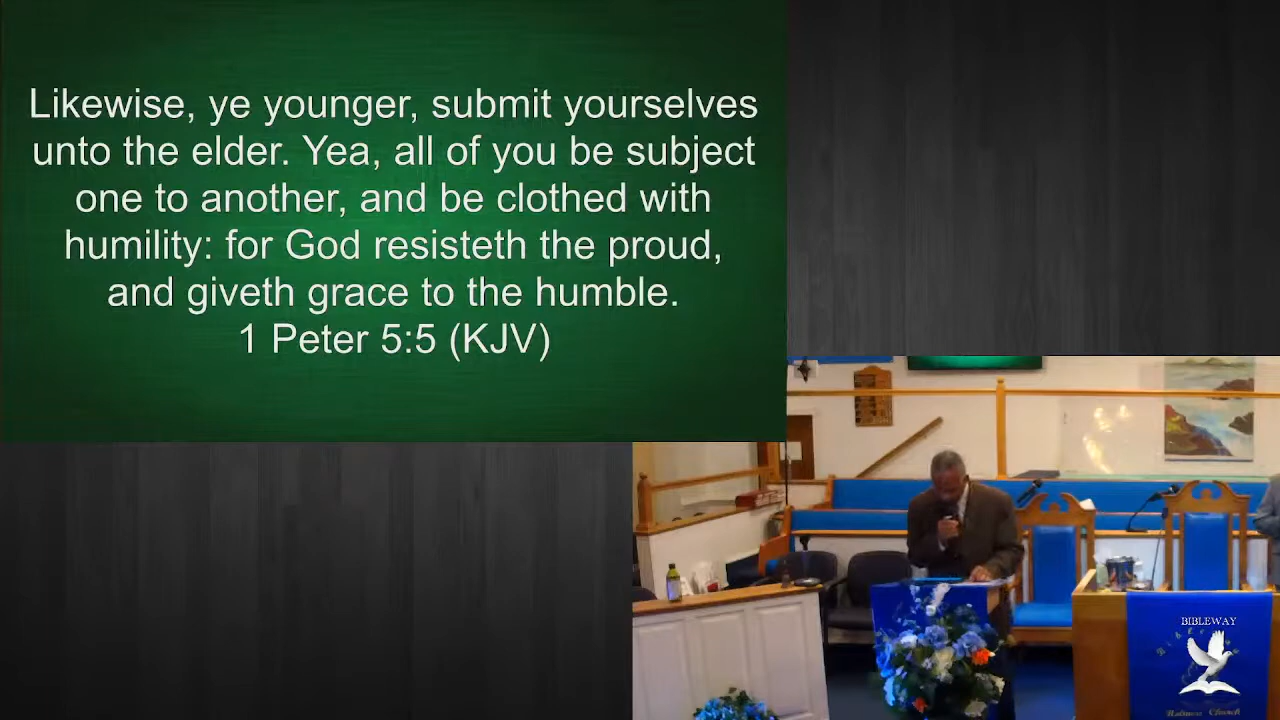 Likewise, ye younger, submit yourselves
unto the elder. Yea, all of you be subject
one to another, and be clothed with
humility: for God resisteth the proud,
and giveth grace to the humble.
1 Peter 5:5 (KJV)
BIBLEWAY
Church